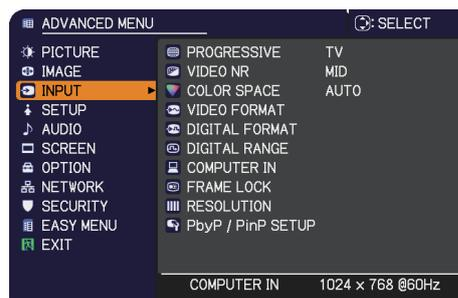 ADVANCED MENU : SELECT
PICTURE
IMAGE
INPUT
SETUP
AUDIO
SCREEN
OPTION
NETWORK
SECURITY
EASY MENU
EXIT
PROGRESSIVE TV
VIDEO NR MID
COLOR SPACE AUTO
VIDEO FORMAT
DIGITAL FORMAT
DIGITAL RANGE
COMPUTER IN
FRAME LOCK
RESOLUTION
PbyP / PinP SETUP
COMPUTER IN 1024 x 768 @60Hz